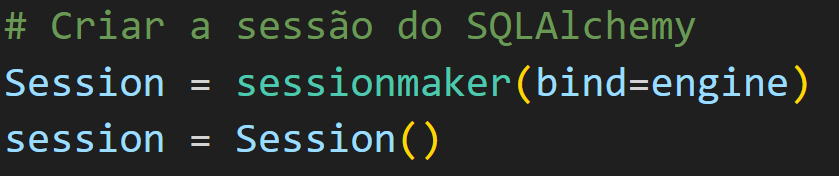 # Criar a sessão do SQLAlchemy
Session = sessionmaker(bind=engine)
session = Session()